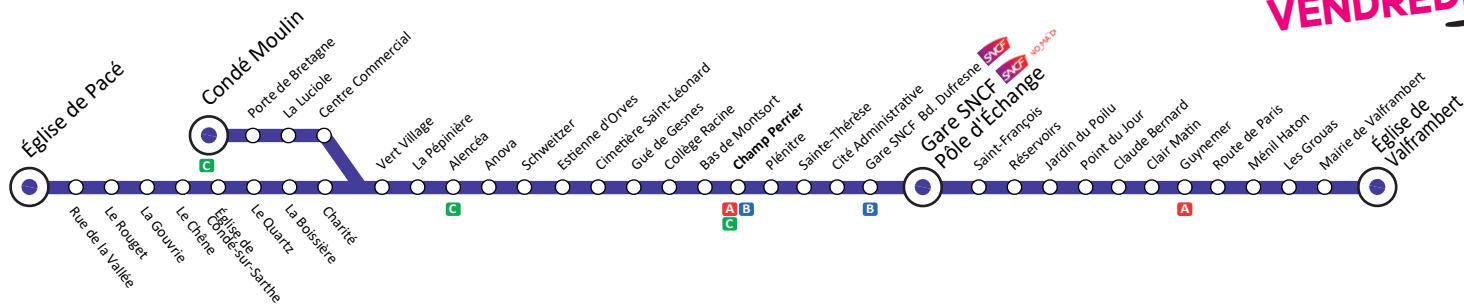 VENDRED
Église de Pacé
Condé Moulin
Porte de Bretagne
La Luciole
Centre Commercial
C
Rue de la Vallée
Le Rouget
La Gouvrie
Le Chêne
Église de
Condé-sur-Sarthe
Le Quartz
La Boissière
Charité
Vert Village
La Pépinière
Alencéa
C
Anova
Schweitzer
Estienne d'Orves
Cimetière Saint-Léonard
Gué de Gesnes
Collège Racine
Bas de Montsort
Champ Perrier
A B
C
Plénitre
Sainte-Thérèse
Cité Administrative
Gare SNCF Bd. Dufresne
SNCF
B
Gare SNCF
SNCF
Pôle d'Échange
Saint-François
Réservoirs
Jardin du Poilu
Point du Jour
Claude Bernard
Clair Matin
Guynemer
A
Route de Paris
Ménil Haton
Les Grouas
Mairie de Valframbert
Église de
Valframbert